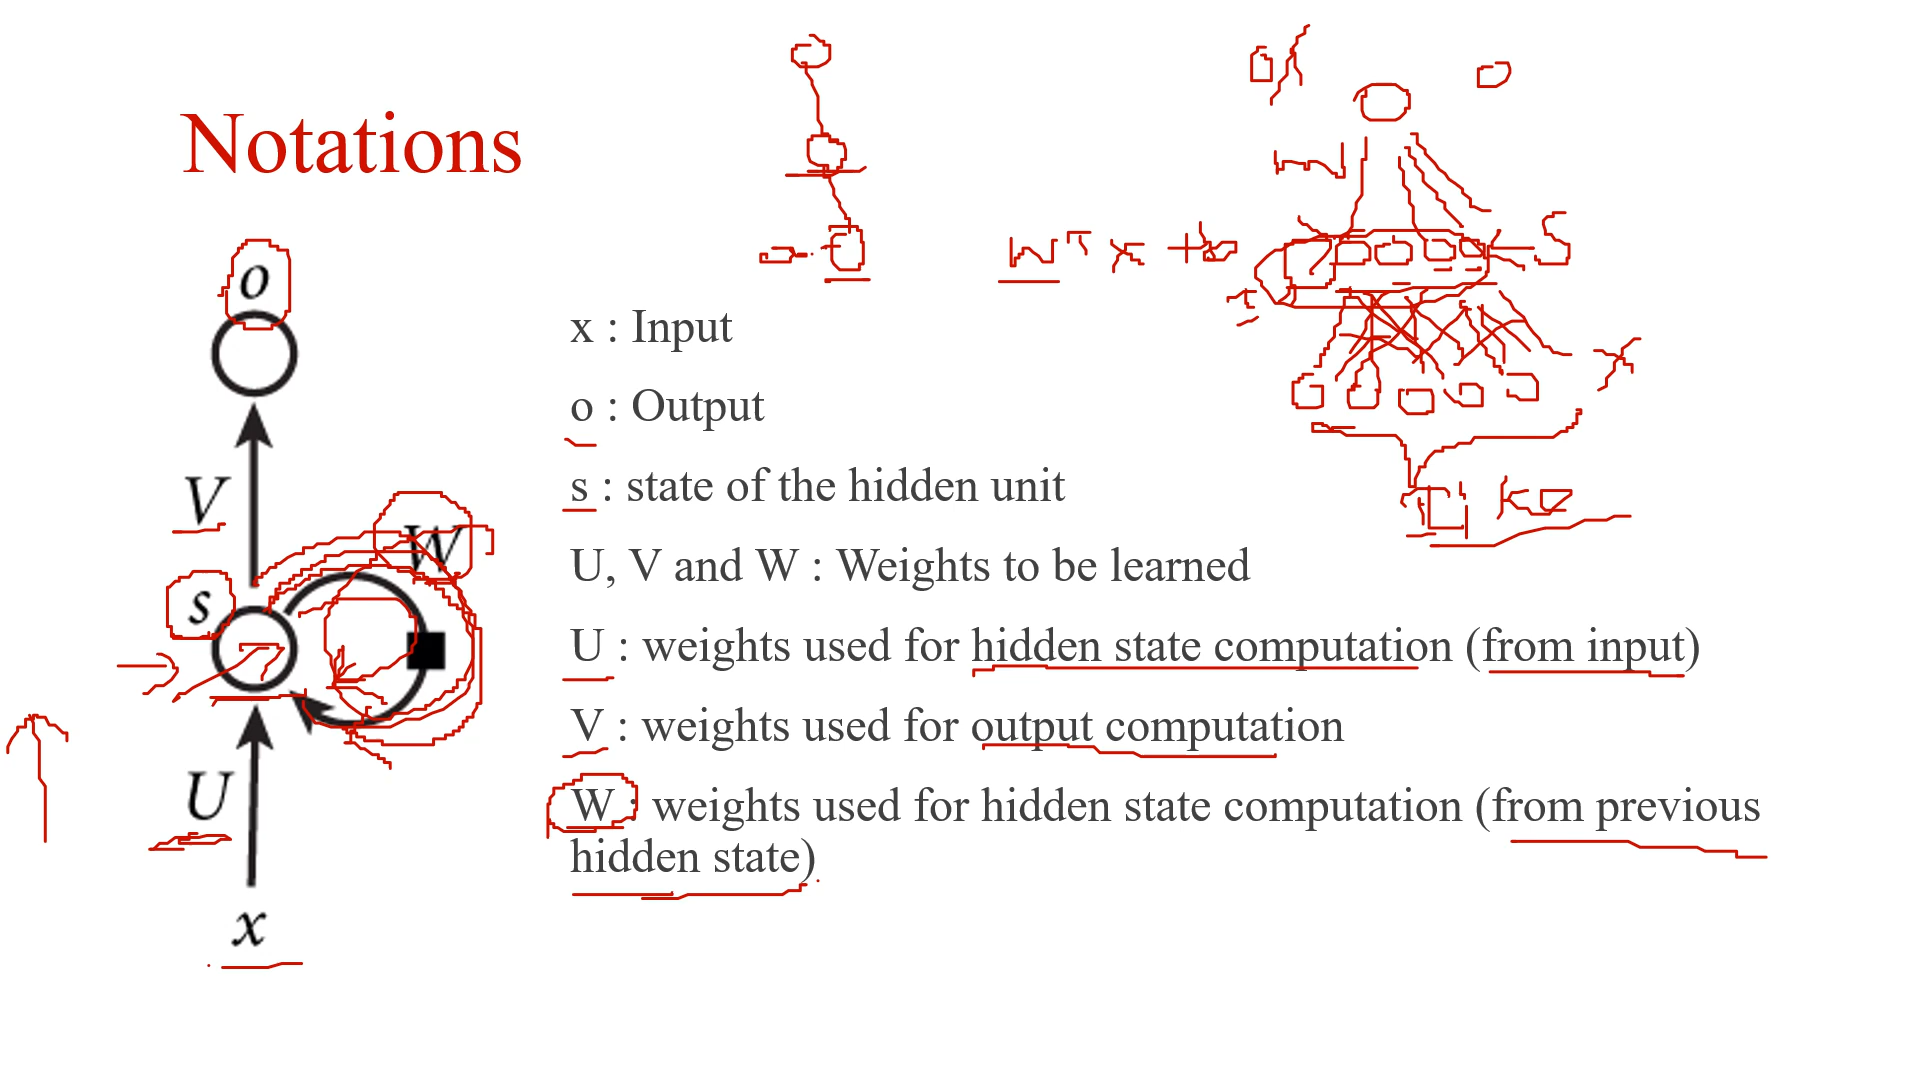 Notations
o
V
W
s
U
x
x : Input
o : Output
s : state of the hidden unit
U, V and W : Weights to be learned
U : weights used for hidden state computation (from input)
V : weights used for output computation
W : weights used for hidden state computation (from previous
hidden state)
W^T x + b
S
x